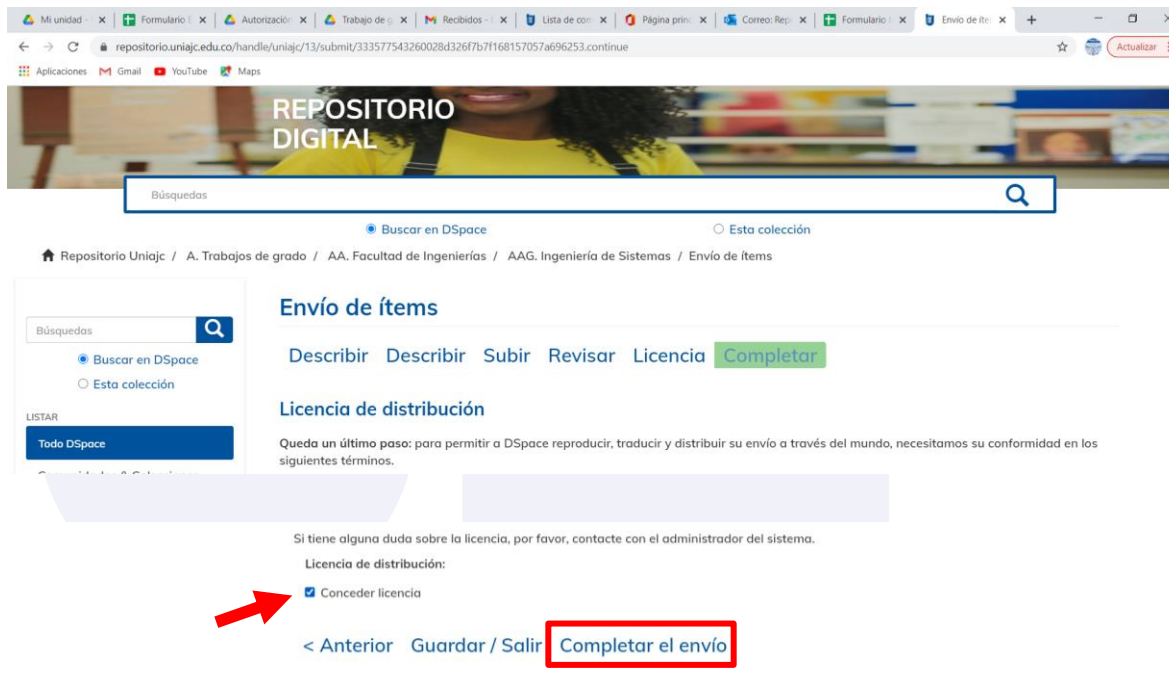 Mi unidad -
Formulario E
Autorización
Trabajo de g
Recibidos -
Lista de com
Página princ
Correo: Rep
Formulario
Envío de íte
repositorio.uniajc.edu.co/handle/uniajc/13/submit/333577543260028d326f7b7f168157057a696253.continue
Actualizar
Aplicaciones
Gmail
YouTube
Maps
REPOSITORIO
DIGITAL
Búsquedas
Buscar en DSpace
Esta colección
Repositorio Uniajc / A. Trabajos de grado / AA. Facultad de Ingenierías / AAG. Ingeniería de Sistemas / Envío de ítems
Envío de ítems
Búsquedas
Buscar en DSpace
Esta colección
Describir Describir Subir Revisar Licencia Completar
LISTAR
Todo DSpace
Licencia de distribución
Queda un último paso: para permitir a DSpace reproducir, traducir y distribuir su envío a través del mundo, necesitamos su conformidad en los
siguientes términos.
Si tiene alguna duda sobre la licencia, por favor, contacte con el administrador del sistema.
Licencia de distribución:
Conceder licencia
< Anterior Guardar / Salir Completar el envío